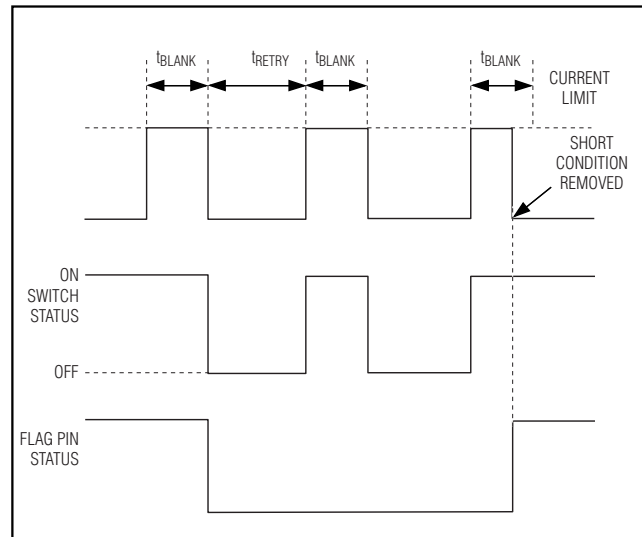 tBLANK
tRETRY
tBLANK
tBLANK
CURRENT
LIMIT
SHORT
CONDITION
REMOVED
ON
SWITCH
STATUS
OFF
FLAG PIN
STATUS